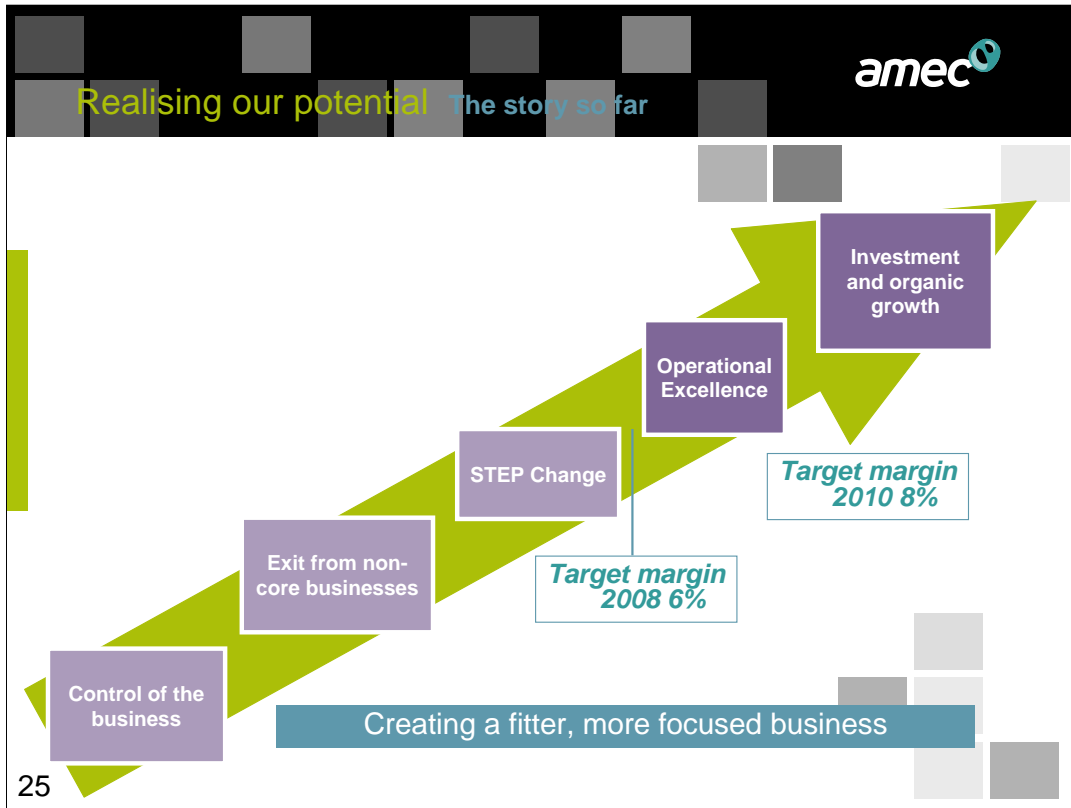 amec
Realising our potential The story so far
Investment
and organic
growth
Operational
Excellence
STEP Change
Target margin
2010 8%
Exit from non-
core businesses
Target margin
2008 6%
Control of the
business
Creating a fitter, more focused business
25